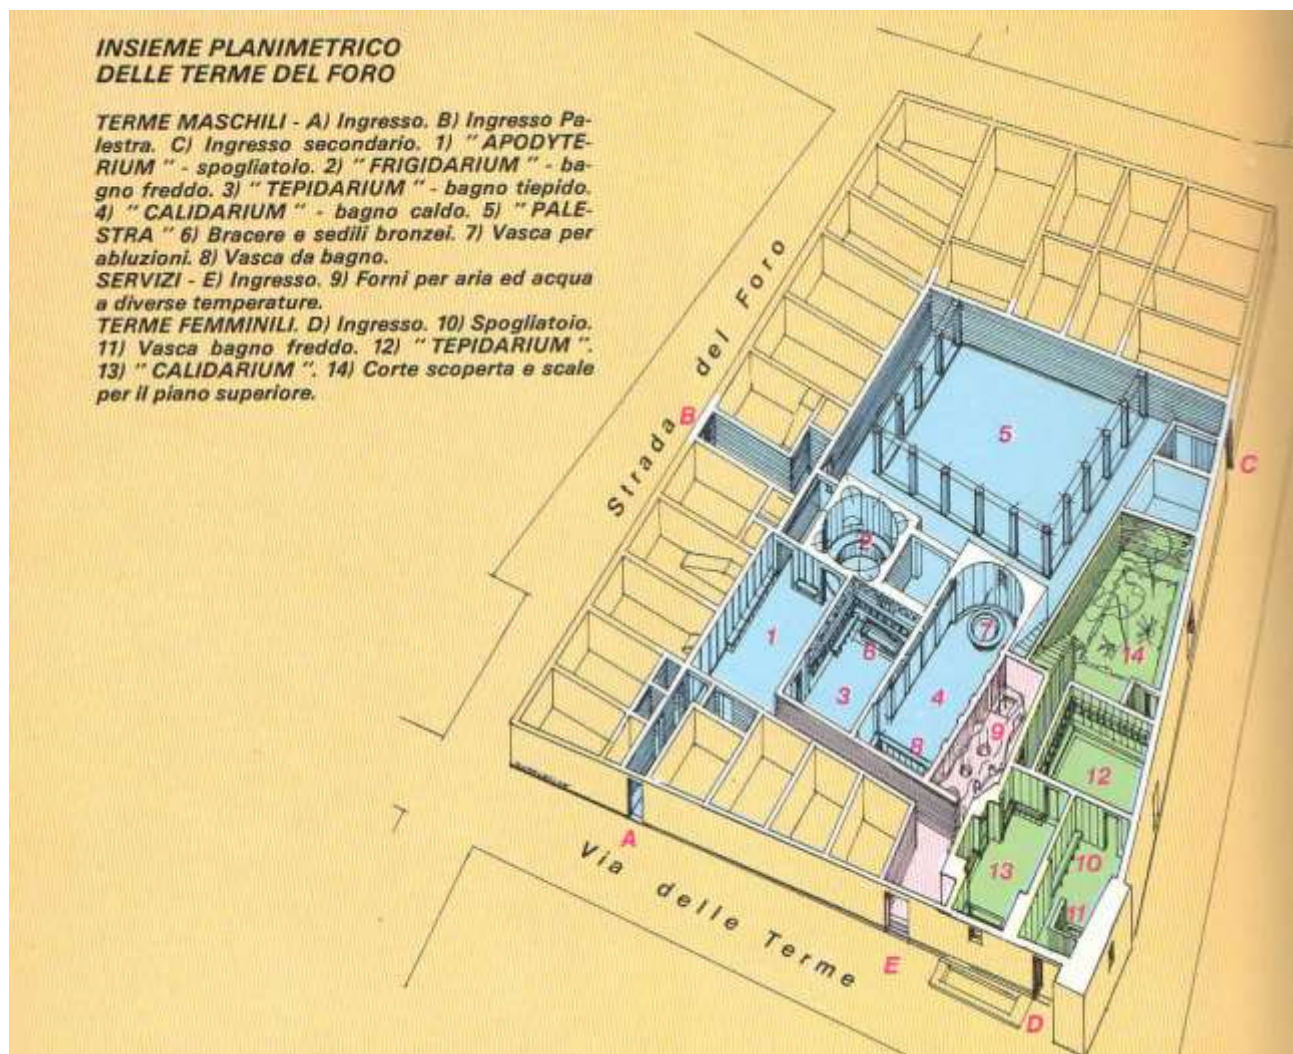 INSIEME PLANIMETRICO
DELLE TERME DEL FORO
TERME MASCHILI - A) Ingresso. B) Ingresso Pa-
lestra. C) Ingresso secondario. 1) " APODYTE-
RIUM " - spogliatoio. 2) " FRIGIDARIUM " - ba-
gno freddo. 3) " TEPIDARIUM " - bagno tiepido.
4) " CALIDARIUM " - bagno caldo. 5) " PALE-
STRA " 6) Bracere e sedili bronzei. 7) Vasca per
abluzioni. 8) Vasca da bagno.
SERVIZI - E) Ingresso. 9) Forni per aria ed acqua
a diverse temperature.
TERME FEMMINILI. D) Ingresso. 10) Spogliatoio.
11) Vasca bagno freddo. 12) " TEPIDARIUM ".
13) " CALIDARIUM ". 14) Corte scoperta e scale
per il piano superiore.
Strada del Foro
B
5
C
2
1
7
6
14
3
4
9
8
12
A
13
10
11
Via delle Terme
E
D